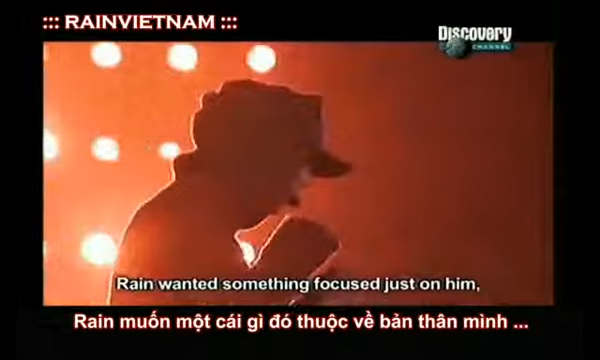 ::: RAINVIETNAM :::
Discovery
CHANNEL
Rain wanted something focused just on him,
Rain muốn một cái gì đó thuộc về bản thân mình ...